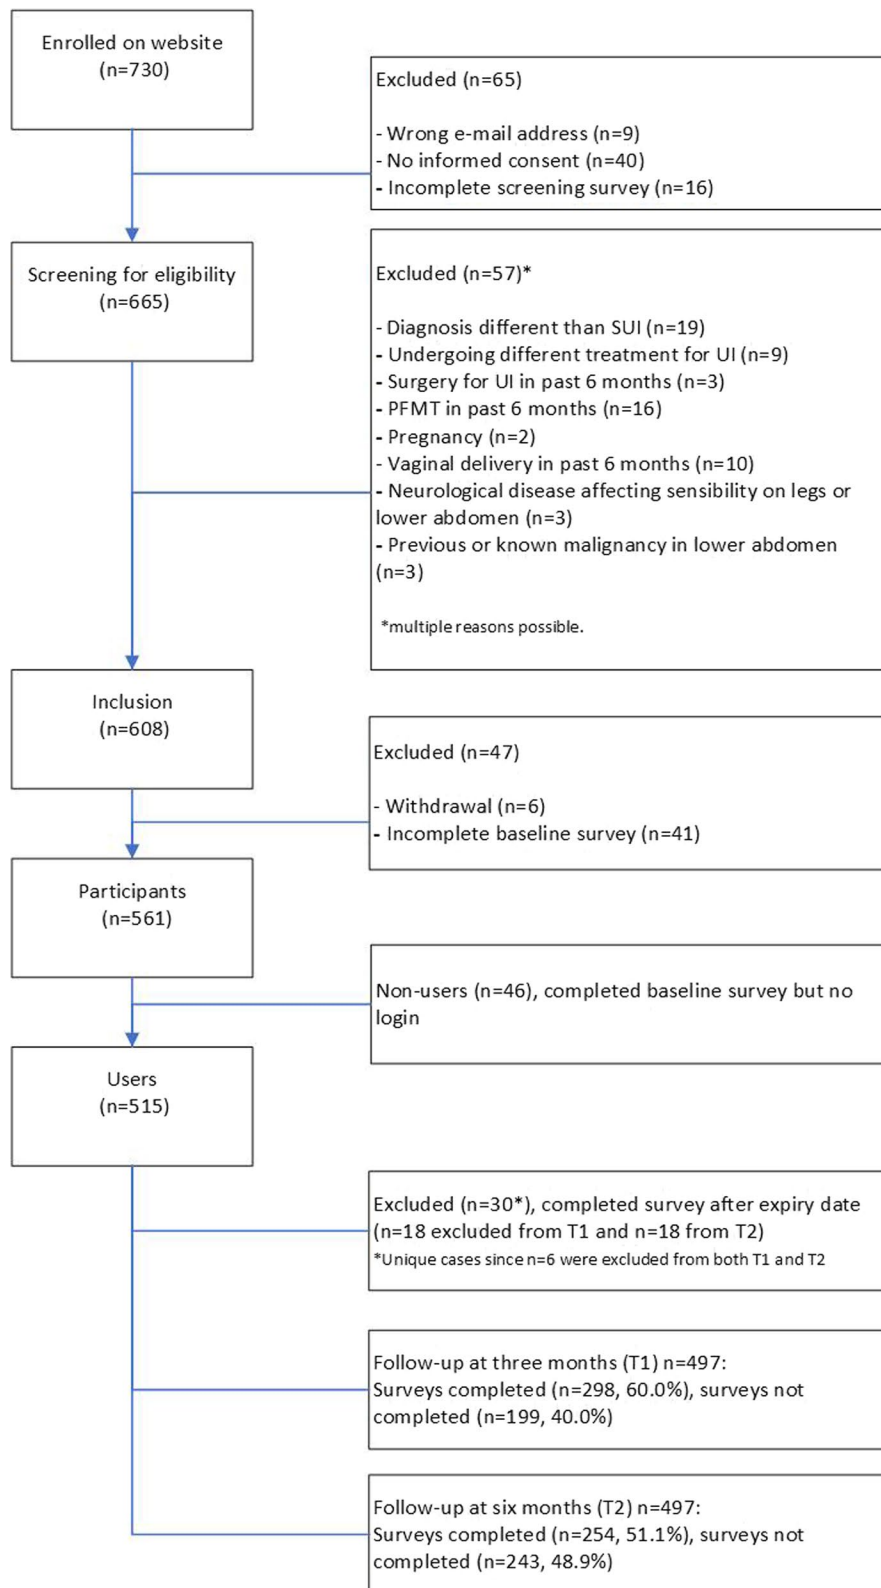 Enrolled on website
(n=730)
Excluded (n=65)
- Wrong e-mail address (n=9)
- No informed consent (n=40)
- Incomplete screening survey (n=16)
Screening for eligibility
(n=665)
Excluded (n=57)*
- Diagnosis different than SUI (n=19)
- Undergoing different treatment for UI (n=9)
- Surgery for UI in past 6 months (n=3)
- PFMT in past 6 months (n=16)
- Pregnancy (n=2)
- Vaginal delivery in past 6 months (n=10)
- Neurological disease affecting sensibility on legs or
lower abdomen (n=3)
- Previous or known malignancy in lower abdomen
(n=3)
*multiple reasons possible.
Inclusion
(n=608)
Excluded (n=47)
- Withdrawal (n=6)
- Incomplete baseline survey (n=41)
Participants
(n=561)
Non-users (n=46), completed baseline survey but no
login
Users
(n=515)
Excluded (n=30*), completed survey after expiry date
(n=18 excluded from T1 and n=18 from T2)
*Unique cases since n=6 were excluded from both T1 and T2
Follow-up at three months (T1) n=497:
Surveys completed (n=298, 60.0%), surveys not
completed (n=199, 40.0%)
Follow-up at six months (T2) n=497:
Surveys completed (n=254, 51.1%), surveys not
completed (n=243, 48.9%)